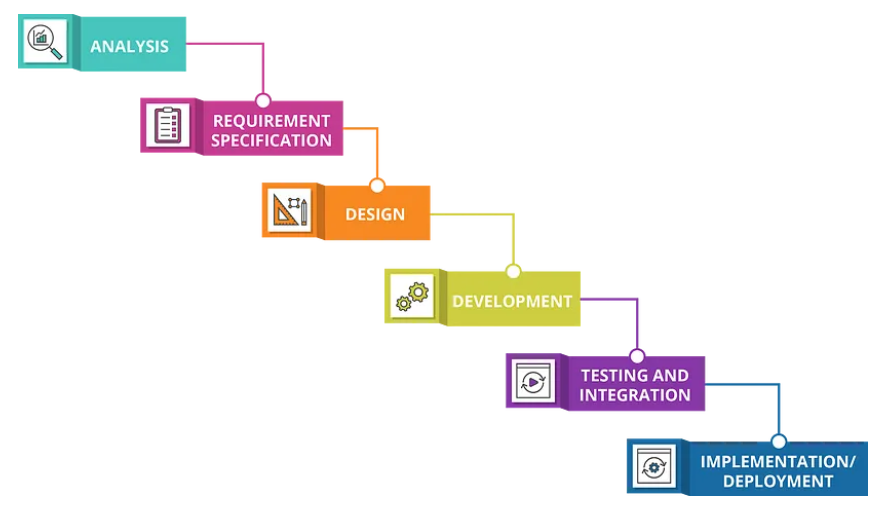 ANALYSIS
REQUIREMENT
SPECIFICATION
DESIGN
DEVELOPMENT
TESTING AND
INTEGRATION
IMPLEMENTATION/
DEPLOYMENT